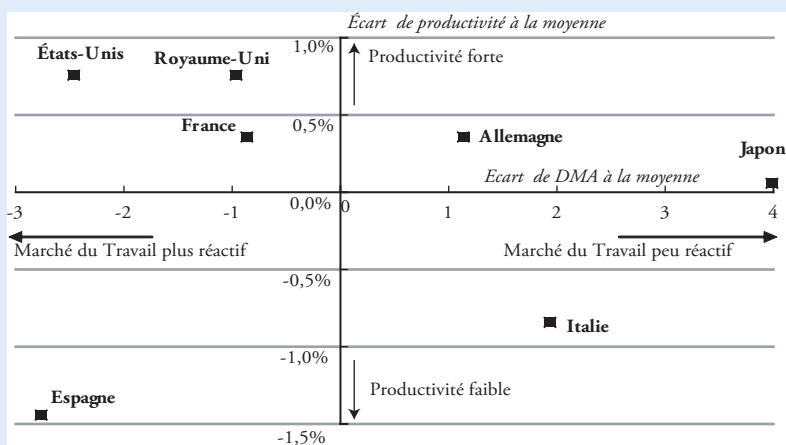 Écart de productivité à la moyenne
1,0%
États-Unis
Royaume-Uni
Productivité forte
France
0,5%
Allemagne
Japon
Ecart de DMA à la moyenne
0,0%
-3 -2 -1 0 1 2 3 4
Marché du Travail plus réactif
Marché du Travail peu réactif
-0,5%
Italie
-1,0%
Espagne
Productivité faible
-1,5%